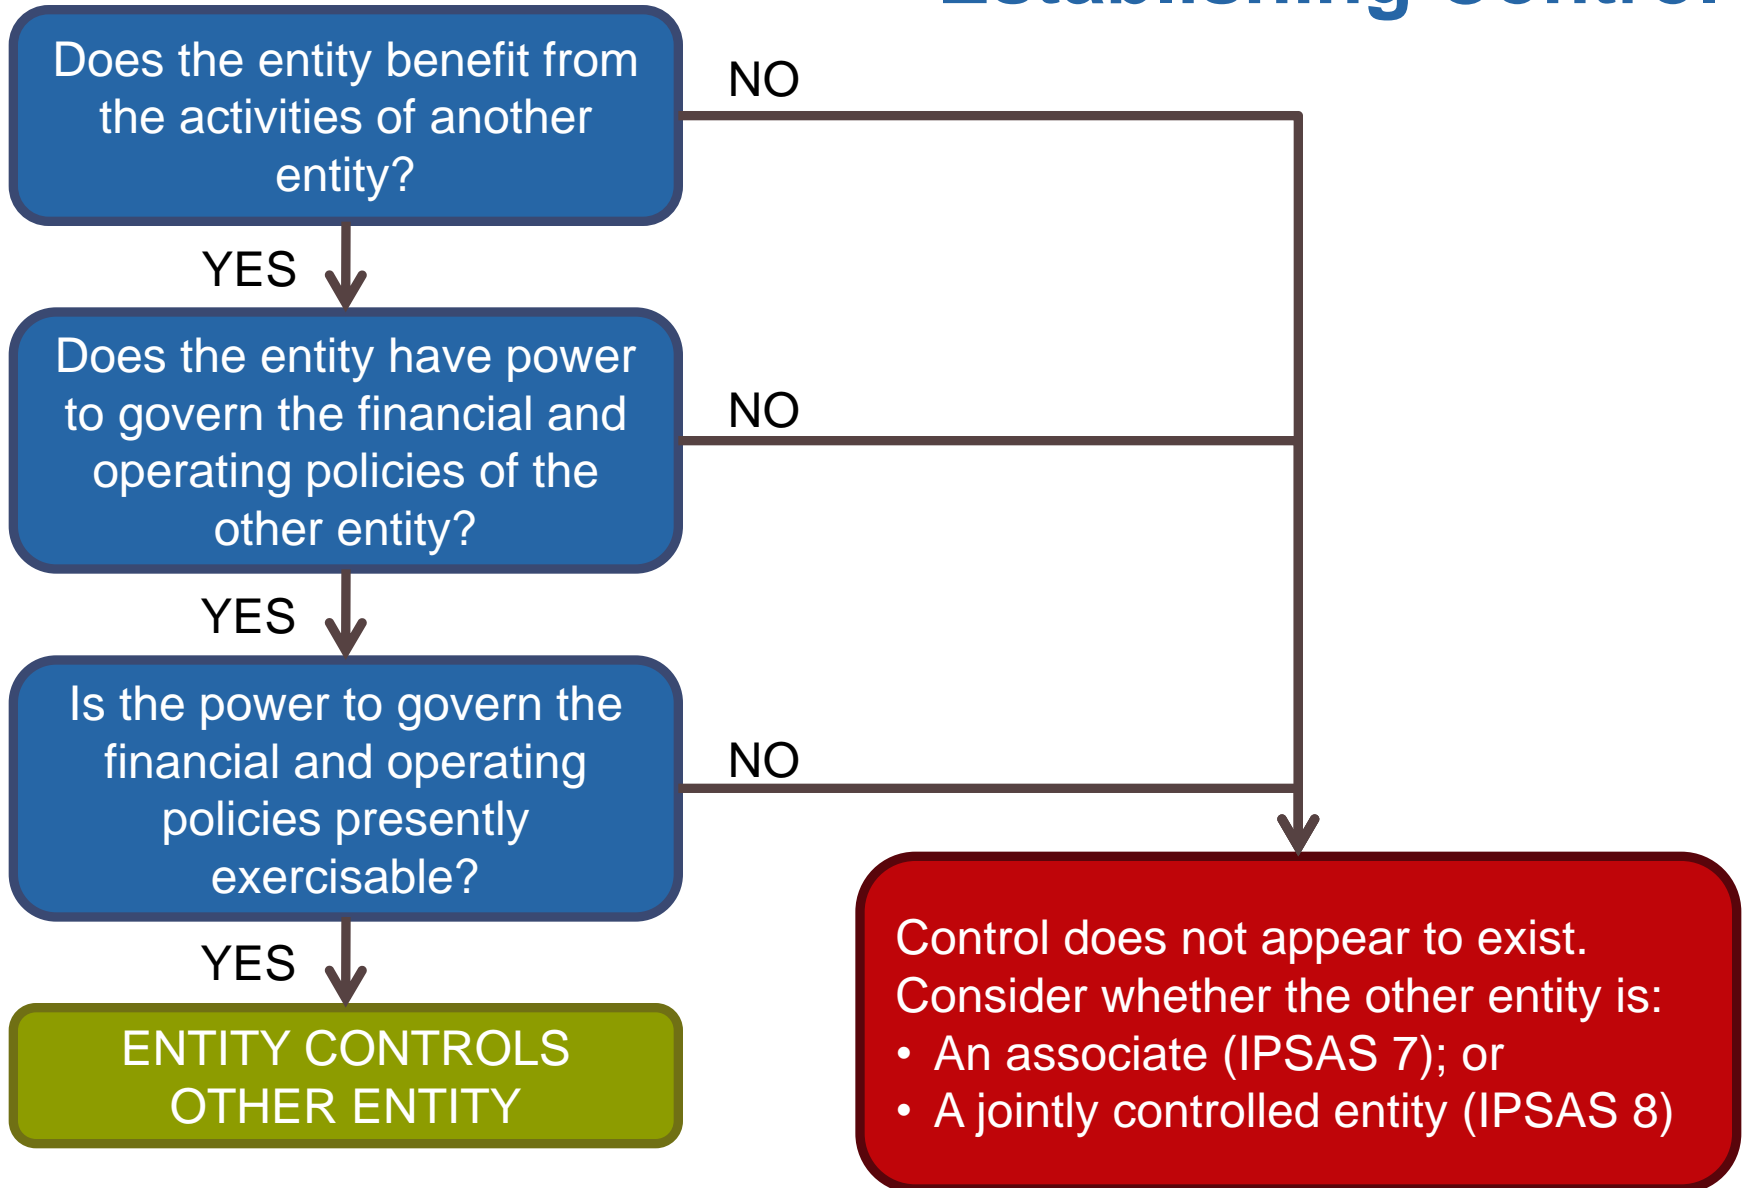 Establishing Control
Does the entity benefit from
the activities of another
entity?
NO
YES
Does the entity have power
to govern the financial and
operating policies of the
other entity?
NO
YES
Is the power to govern the
financial and operating
policies presently
exercisable?
NO
YES
ENTITY CONTROLS
OTHER ENTITY
Control does not appear to exist.
Consider whether the other entity is:
• An associate (IPSAS 7); or
• A jointly controlled entity (IPSAS 8)